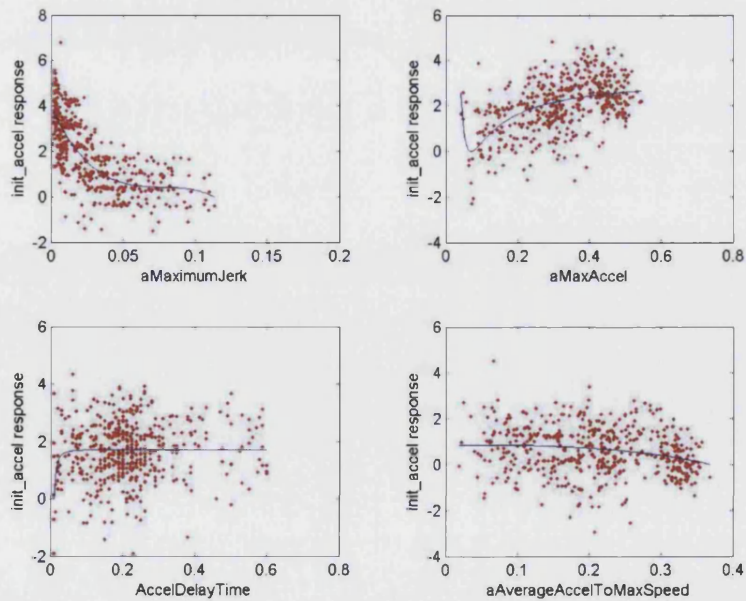 8
6
4
2
0
-2
init_accel response
0 0.05 0.1 0.15 0.2
aMaximumJerk
6
4
2
0
-2
-4
init_accel response
0 0.2 0.4 0.6 0.8
aMaxAccel
6
4
2
0
-2
init_accel response
0 0.2 0.4 0.6 0.8
AccelDelayTime
6
4
2
0
-2
-4
init_accel response
0 0.1 0.2 0.3 0.4
aAverageAccelToMaxSpeed